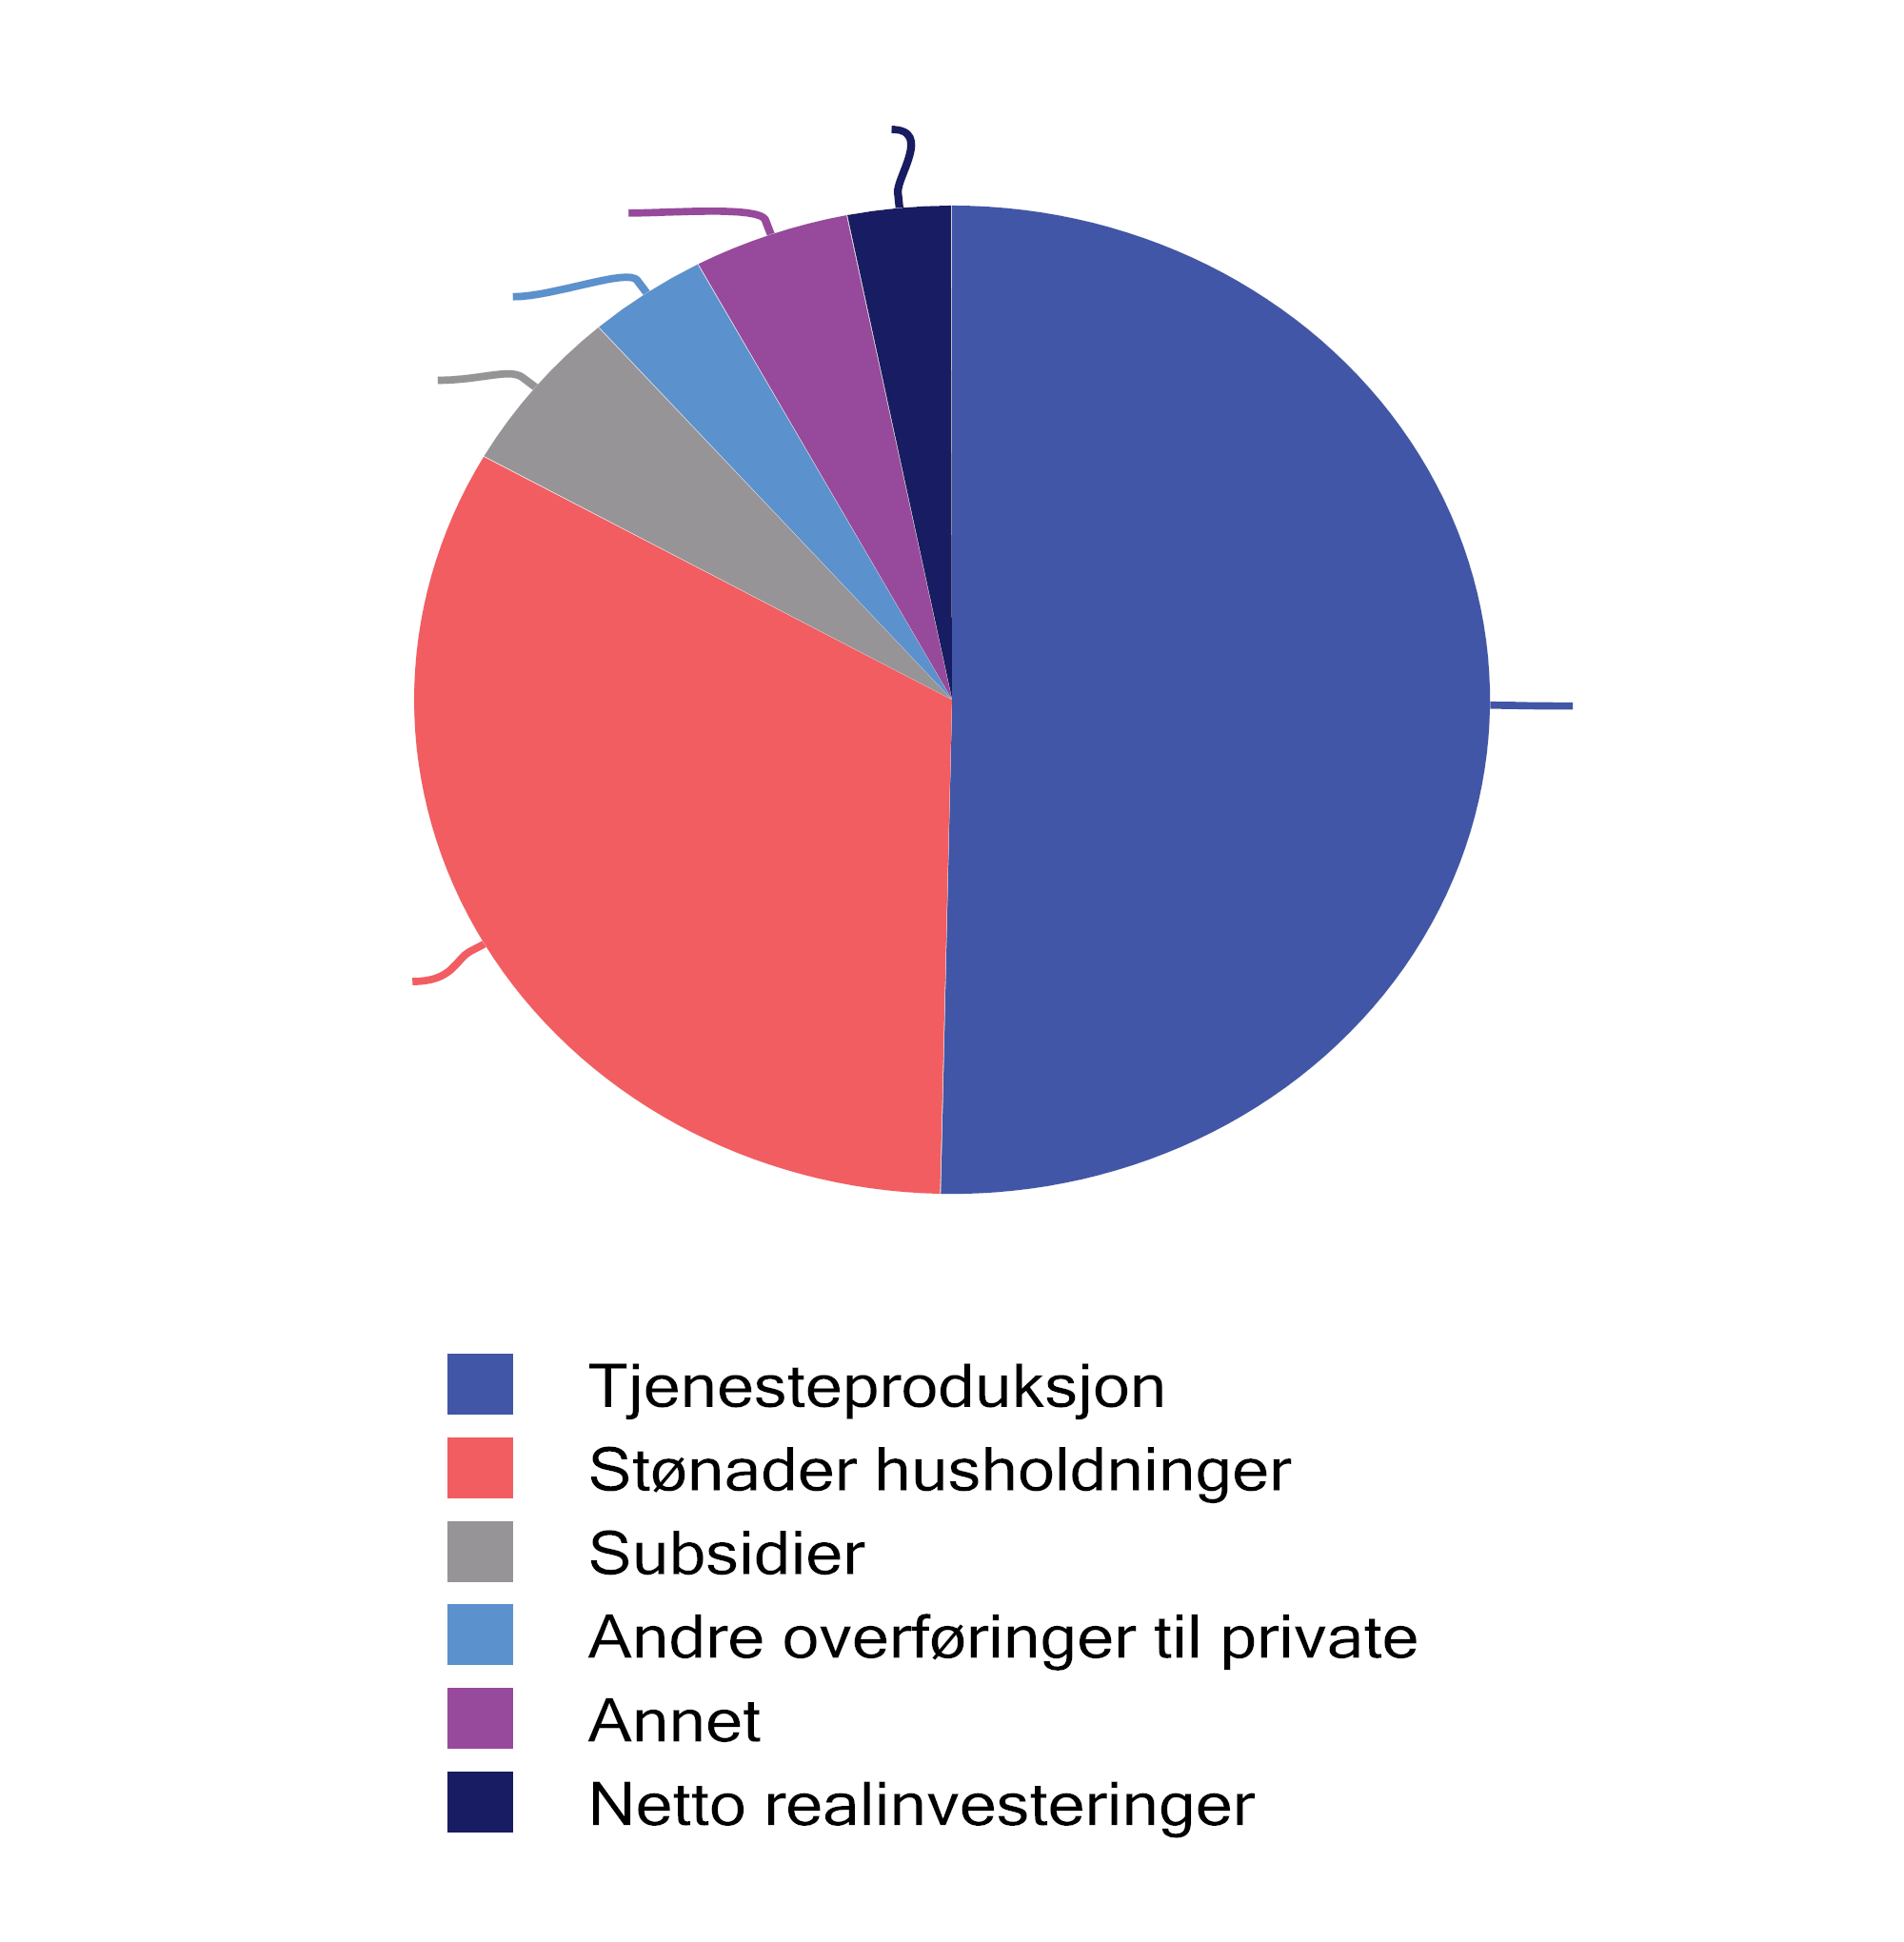 Tjenesteproduksjon
Stønader husholdninger
Subsidier
Andre overføringer til private
Annet
Netto realinvesteringer